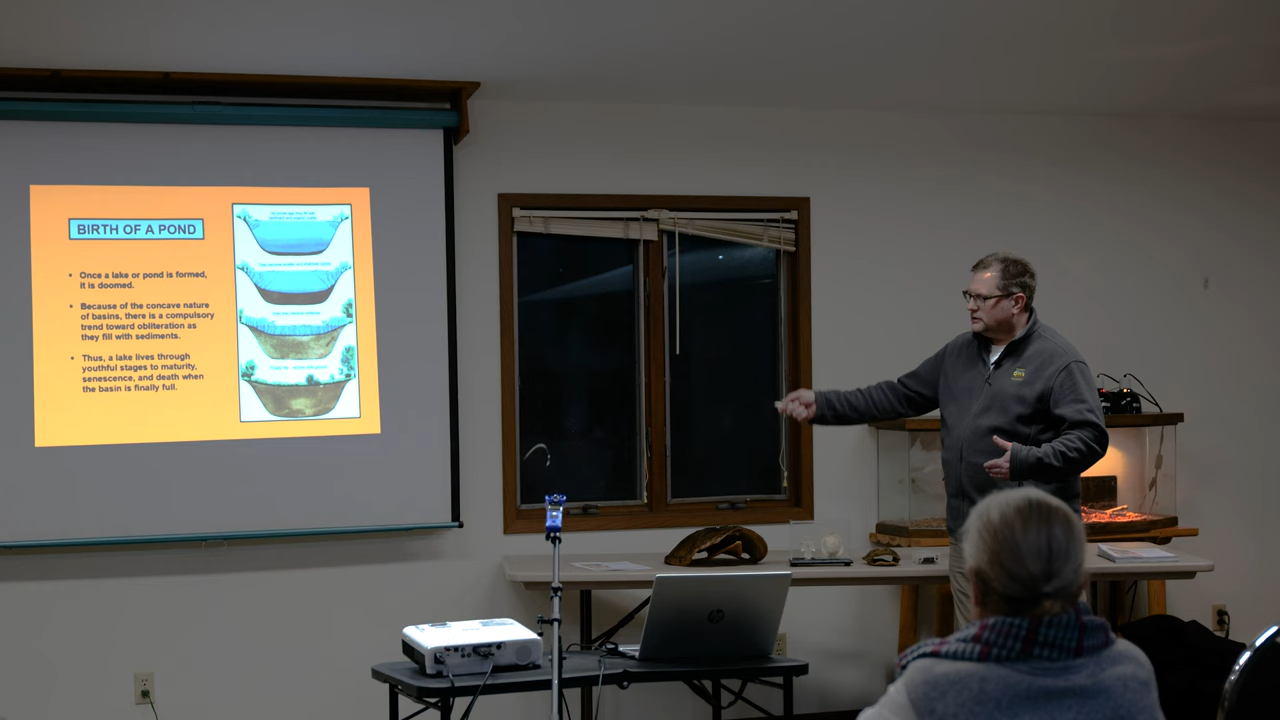 BIRTH OF A POND
• Once a lake or pond is formed,
it is doomed.
• Because of the concave nature
of basins, there is a compulsory
trend toward obliteration as
they fill with sediments.
• Thus, a lake lives through
youthful stages to maturity,
senescence, and death when
the basin is finally full.
hp